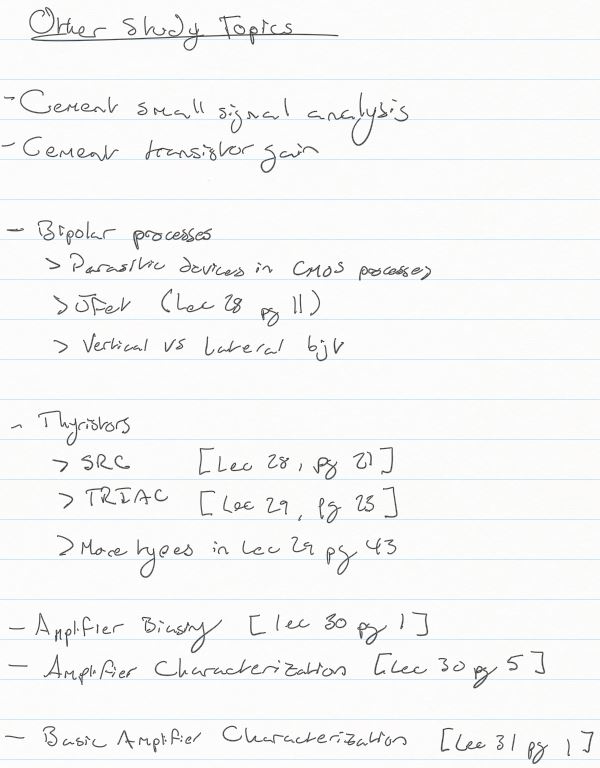 Other Study Topics
- Cement small signal analysis
- Cement transistor gain
- Bipolar processes
> Parasitic devices in CMOS processes
> JFet (Lec 28 pg 11)
> Vertical vs Lateral bjt
- Thyristors
> SRC [Lec 28, pg 21]
> TRIAC [Lec 29, pg 23]
> More types in Lec 29 pg 43
- Amplifier Biasing [lec 30 pg 1]
- Amplifier Characterization [Lec 30 pg 5]
- Basic Amplifier Characterization [Lec 31 pg 1]